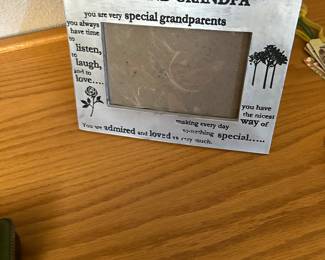 GRANDPA
you are very special grandparents
you always
have time
to
listen,
to
laugh,
and to
love.....
you have
the nicest
way of
making every day
something special.....
You are admired and loved so very much.